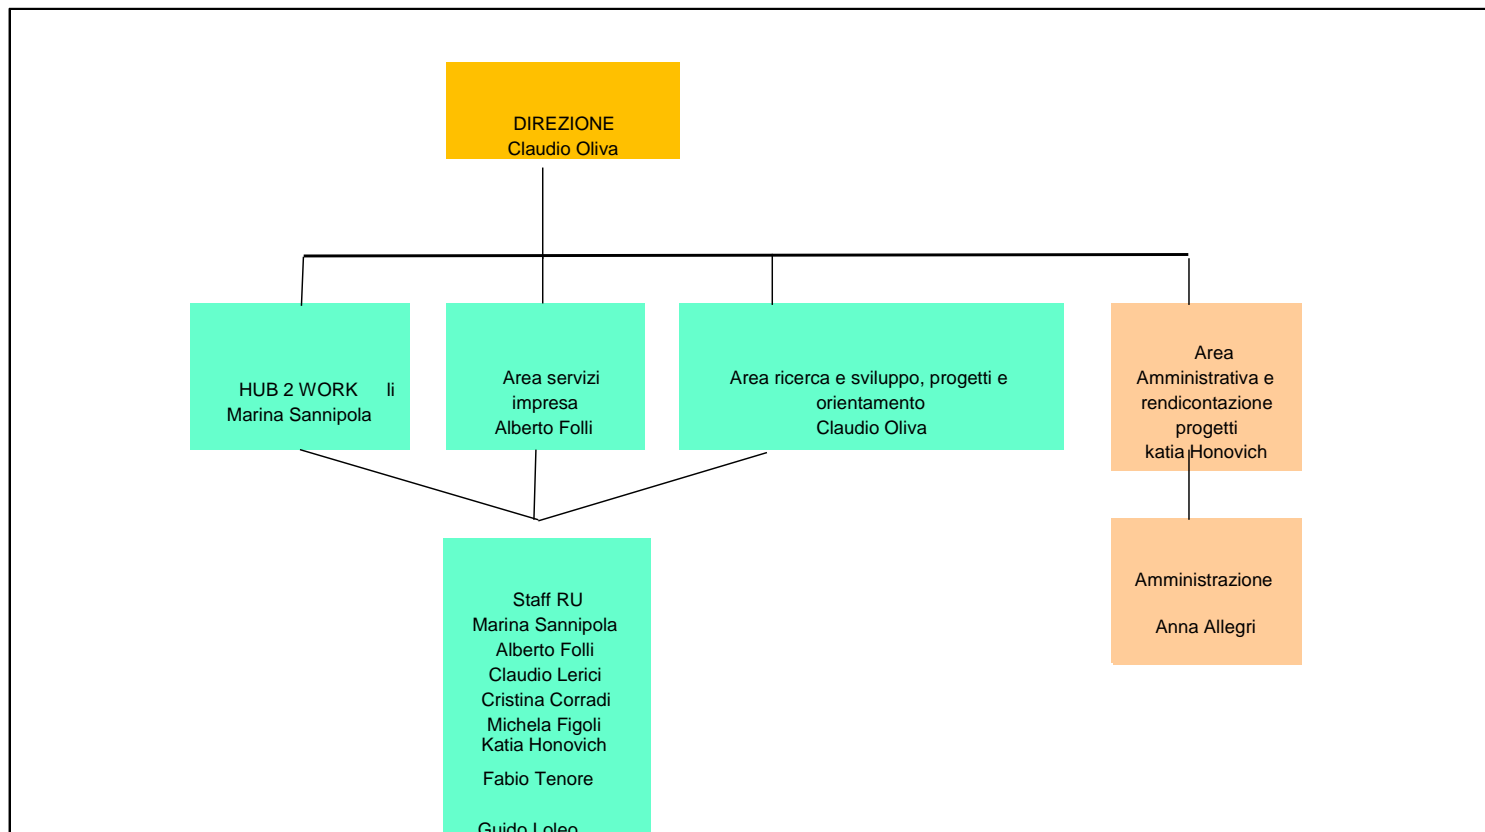 DIREZIONE
Claudio Oliva
HUB 2 WORK li
Marina Sannipola
Area servizi
impresa
Alberto Folli
Area ricerca e sviluppo, progetti e
orientamento
Claudio Oliva
Area
Amministrativa e
rendicontazione
progetti
katia Honovich
Staff RU
Marina Sannipola
Alberto Folli
Claudio Lerici
Cristina Corradi
Michela Figoli
Katia Honovich
Fabio Tenore
Guido Loleo
Amministrazione
Anna Allegri